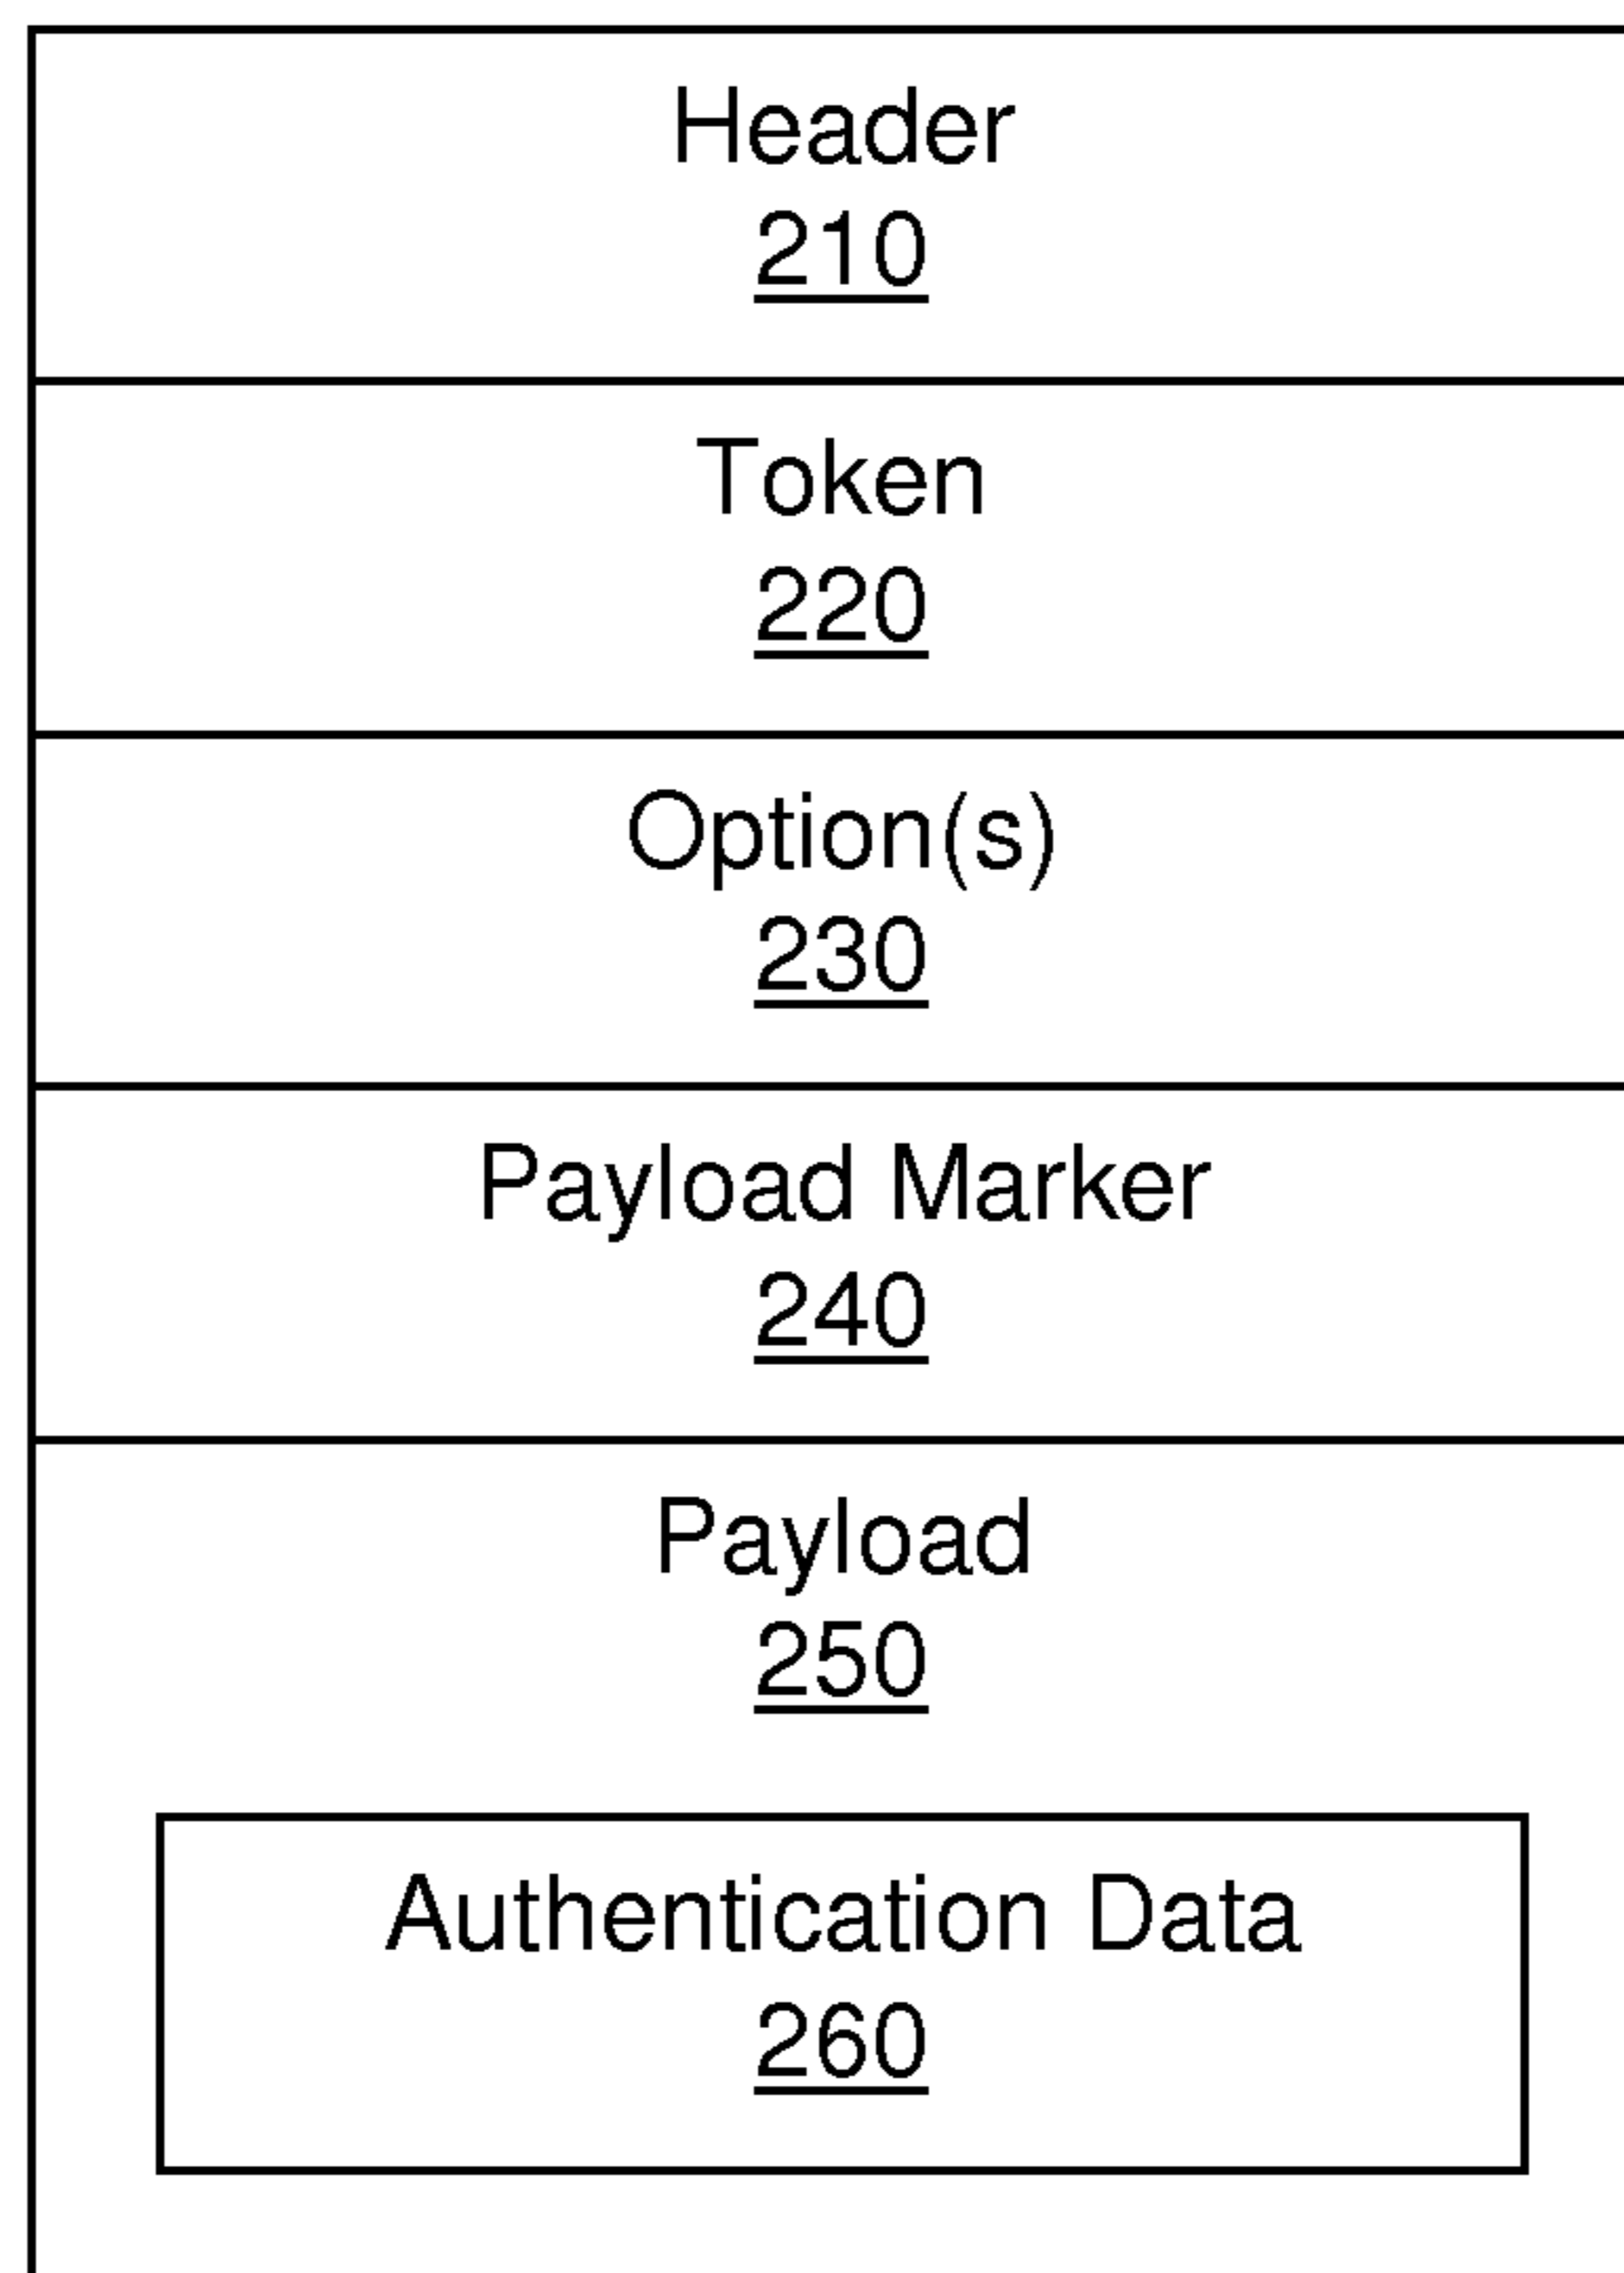 Header
210
Token
220
Option(s)
230
Payload Marker
240
Payload
250
Authentication Data
260